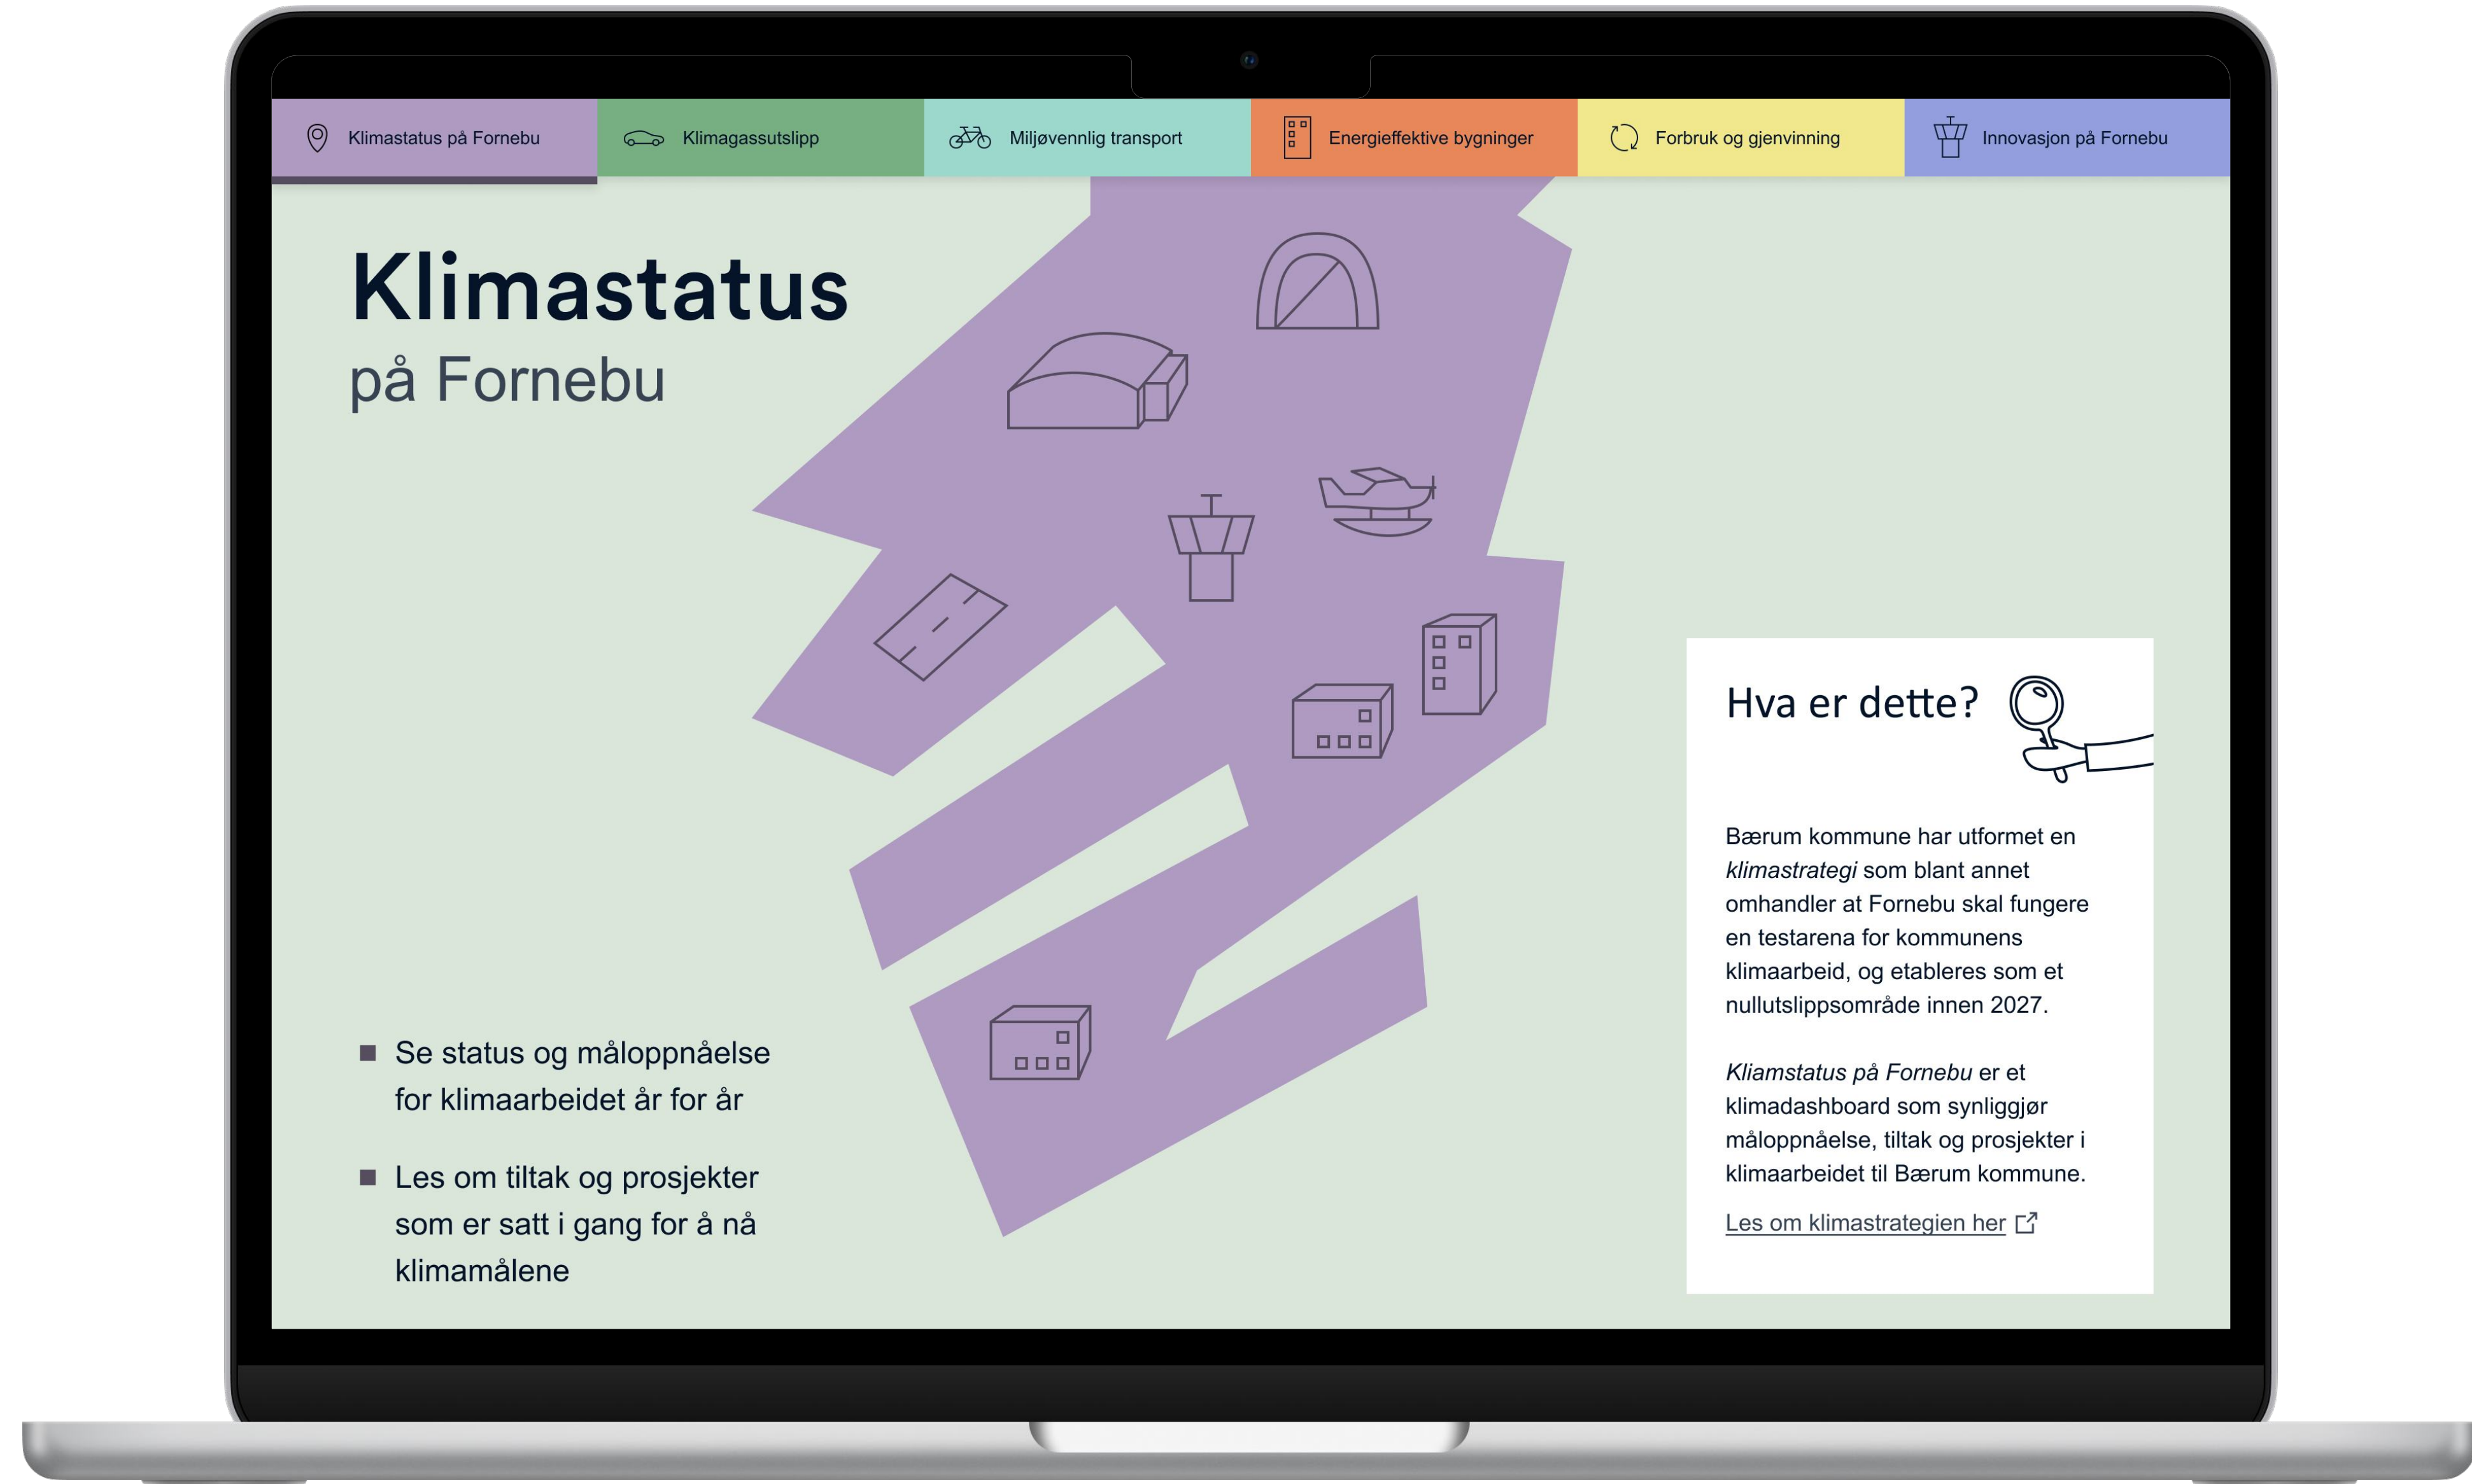 Klimastatus på Fornebu
Klimagassutslipp
Miljøvennlig transport
Energieffektive bygninger
Forbruk og gjenvinning
Innovasjon på Fornebu
Klimastatus
på Fornebu
Se status og måloppnåelse
for klimaarbeidet år for år
Les om tiltak og prosjekter
som er satt i gang for å nå
klimamålene
Hva er dette?
Bærum kommune har utformet en
klimastrategi som blant annet
omhandler at Fornebu skal fungere
en testarena for kommunens
klimaarbeid, og etableres som et
nullutslippsområde innen 2027.
Kliamstatus på Fornebu er et
klimadashboard som synliggjør
måloppnåelse, tiltak og prosjekter i
klimaarbeidet til Bærum kommune.
Les om klimastrategien her